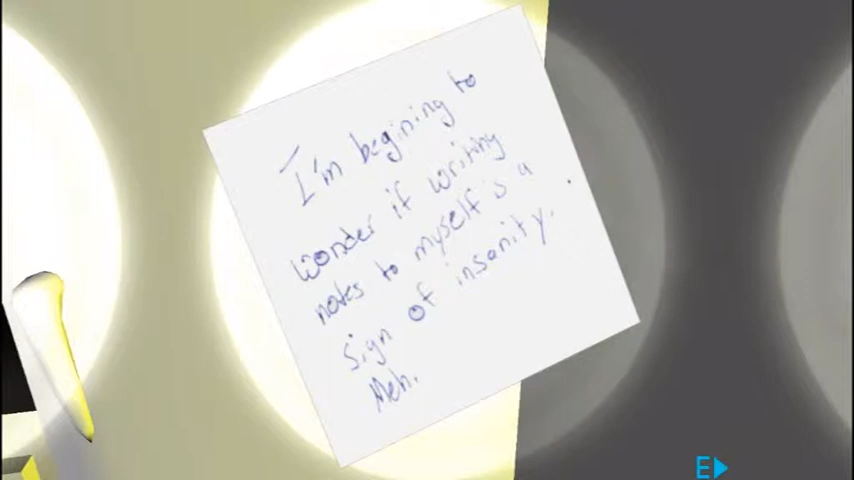 I'm begining to
wonder if writing
notes to myself is a
sign of insanity.
Meh.
E